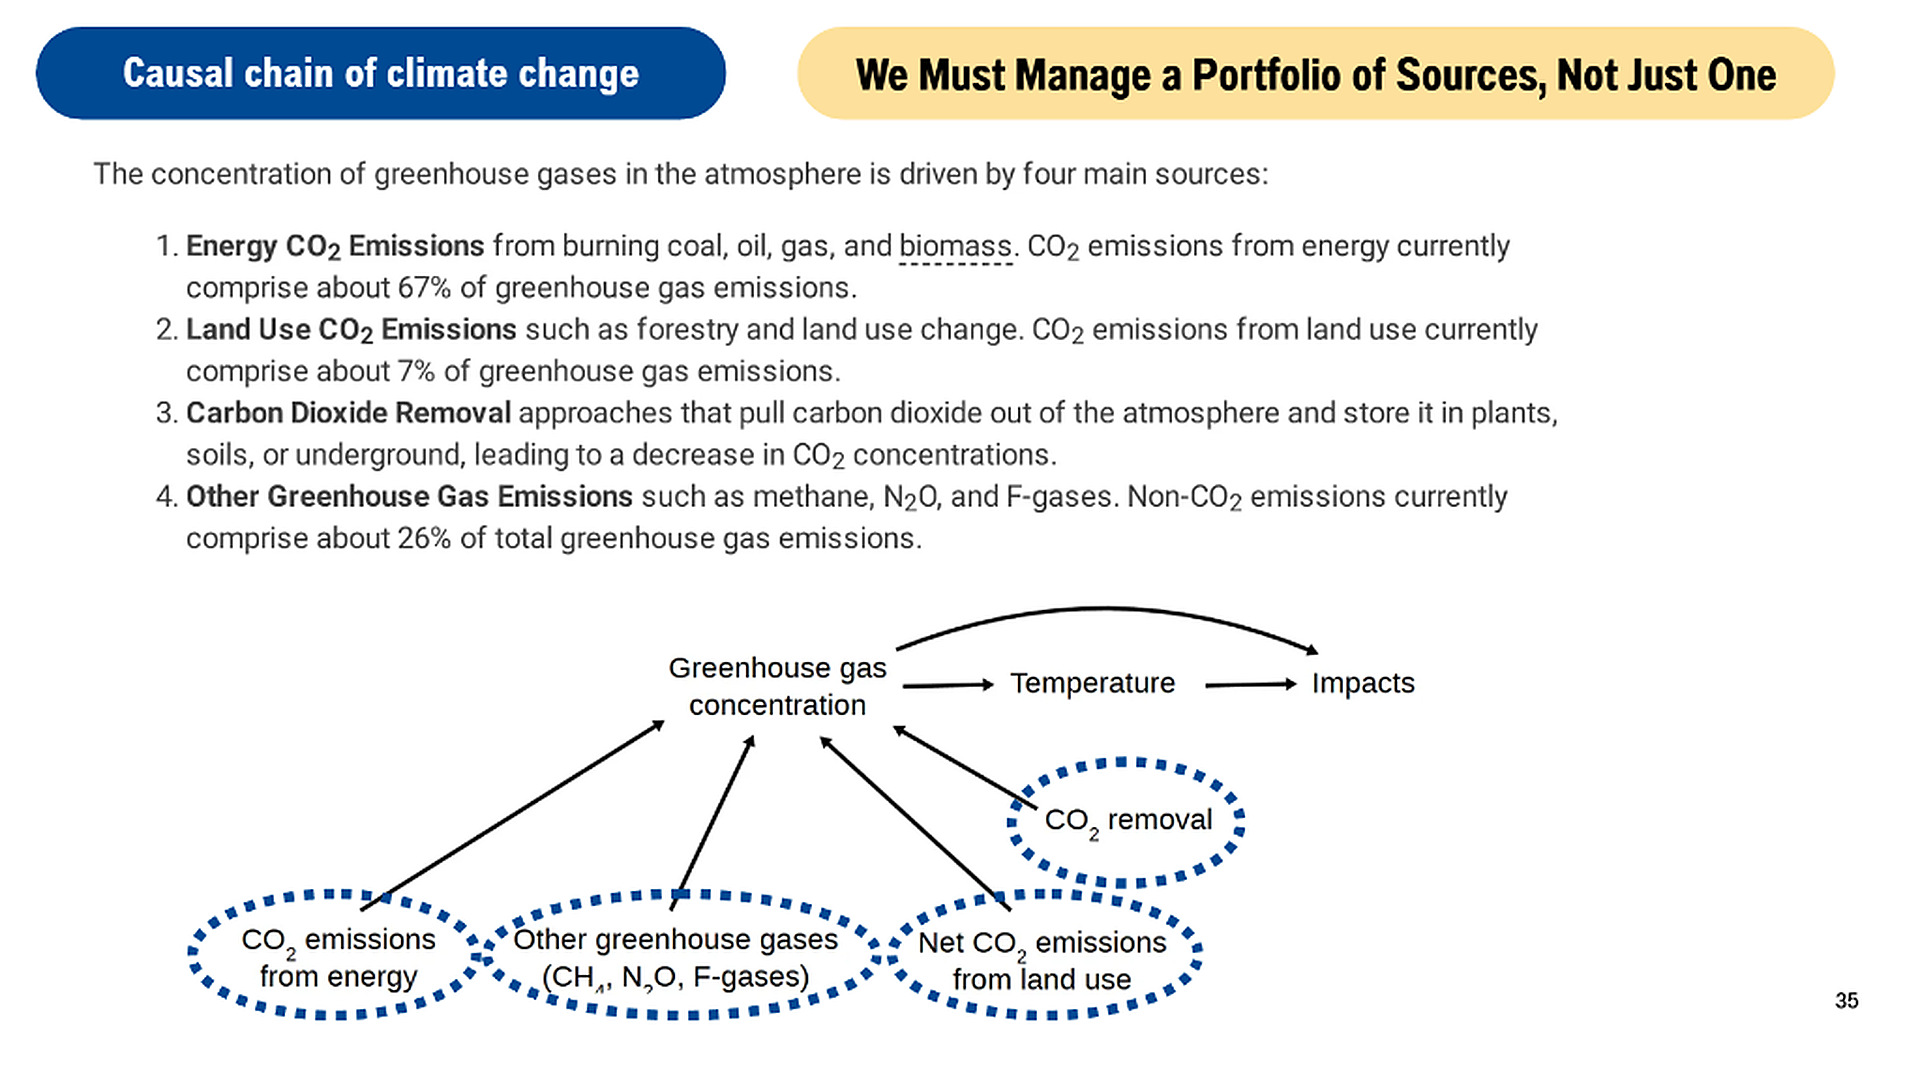 Causal chain of climate change
We Must Manage a Portfolio of Sources, Not Just One
The concentration of greenhouse gases in the atmosphere is driven by four main sources:
1. Energy CO₂ Emissions from burning coal, oil, gas, and biomass. CO₂ emissions from energy currently
comprise about 67% of greenhouse gas emissions.
2. Land Use CO₂ Emissions such as forestry and land use change. CO₂ emissions from land use currently
comprise about 7% of greenhouse gas emissions.
3. Carbon Dioxide Removal approaches that pull carbon dioxide out of the atmosphere and store it in plants,
soils, or underground, leading to a decrease in CO₂ concentrations.
4. Other Greenhouse Gas Emissions such as methane, N₂O, and F-gases. Non-CO₂ emissions currently
comprise about 26% of total greenhouse gas emissions.
Greenhouse gas
concentration
Temperature
Impacts
CO₂ removal
CO₂ emissions
from energy
Other greenhouse gases
(CH₄, N₂O, F-gases)
Net CO₂ emissions
from land use
35